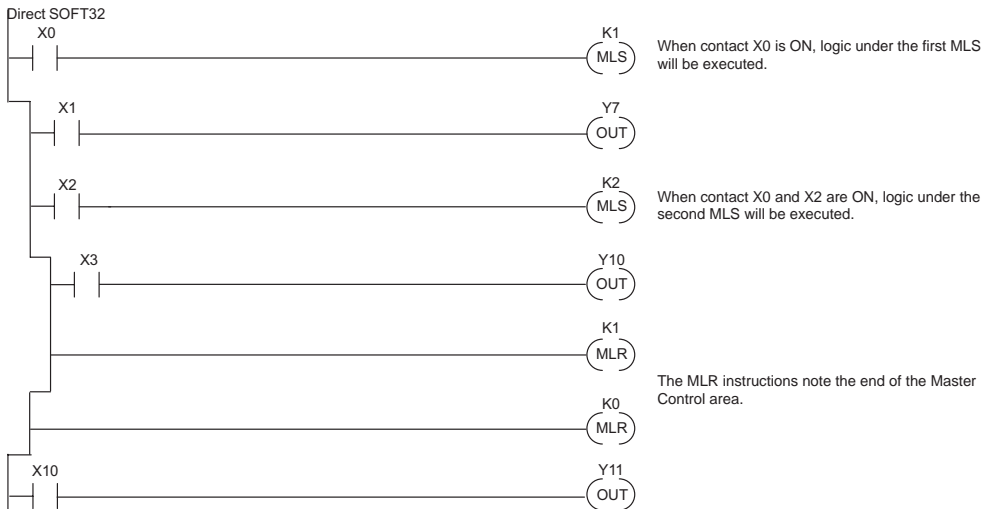 Direct SOFT32
X0
K1
MLS
When contact X0 is ON, logic under the first MLS
will be executed.
X1
Y7
OUT
X2
K2
MLS
When contact X0 and X2 are ON, logic under the
second MLS will be executed.
X3
Y10
OUT
K1
MLR
The MLR instructions note the end of the Master
Control area.
K0
MLR
X10
Y11
OUT